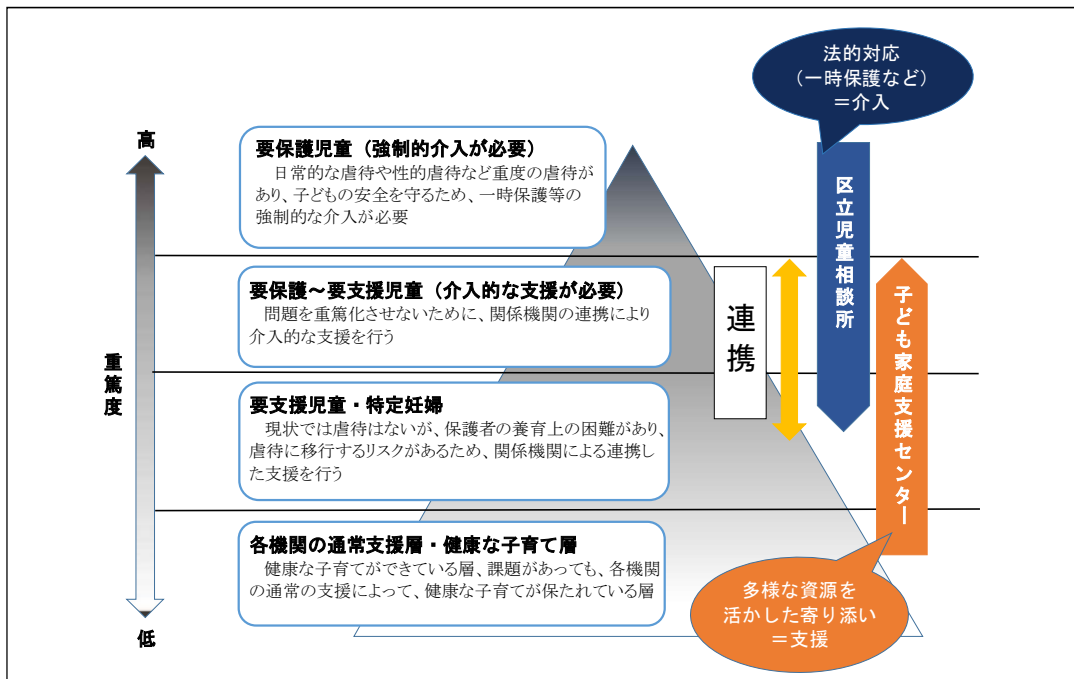 法的対応
(一時保護など)
＝介入
高
要保護児童（強制的介入が必要）
日常的な虐待や性的虐待など重度の虐待が
あり、子どもの安全を守るため、一時保護等の
強制的な介入が必要
区立児童相談所
要保護～要支援児童（介入的な支援が必要）
問題を重篤化させないために、関係機関の連携により
介入的な支援を行う
連携
子ども家庭支援センター
重篤度
要支援児童・特定妊婦
現状では虐待はないが、保護者の養育上の困難があり、
虐待に移行するリスクがあるため、関係機関による連携し
た支援を行う
各機関の通常支援層・健康な子育て層
健康な子育てができている層、課題があっても、各機関
の通常の支援によって、健康な子育てが保たれている層
多様な資源を
活かした寄り添い
＝支援
低